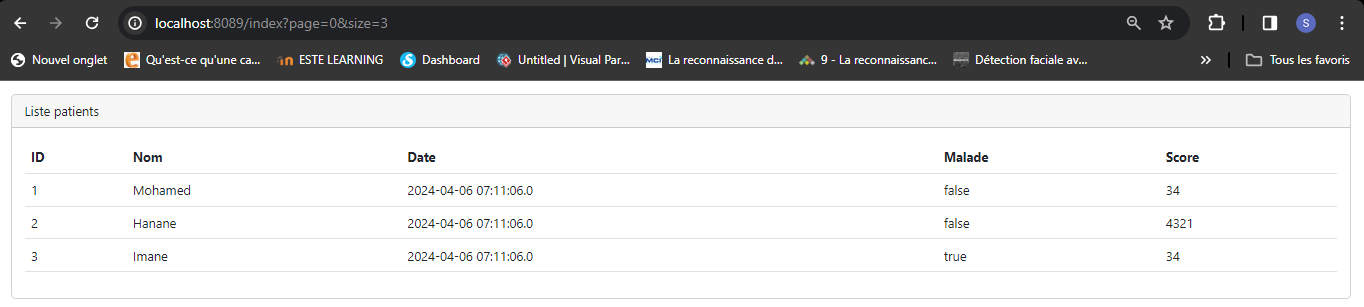 localhost:8089/index?page=0&size=3
S
Nouvel onglet Qu'est-ce qu'une ca... ESTE LEARNING Dashboard Untitled | Visual Par... MCI La reconnaissance d... 9 - La reconnaissanc... Détection faciale av... » Tous les favoris
Liste patients
ID Nom Date Malade Score
1 Mohamed 2024-04-06 07:11:06.0 false 34
2 Hanane 2024-04-06 07:11:06.0 false 4321
3 Imane 2024-04-06 07:11:06.0 true 34